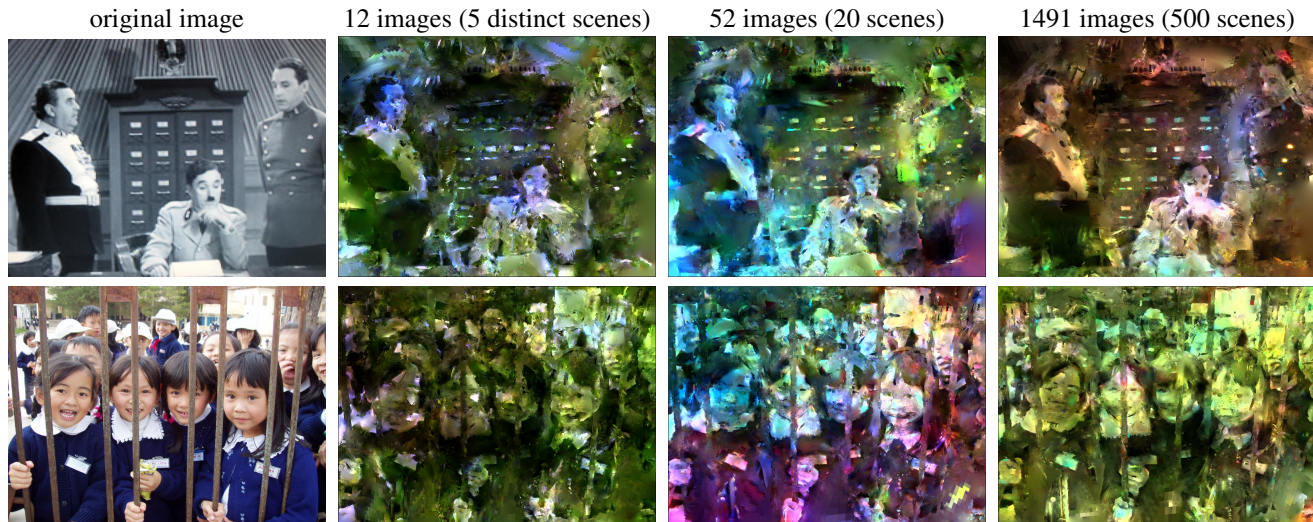 original image
12 images (5 distinct scenes)
52 images (20 scenes)
1491 images (500 scenes)